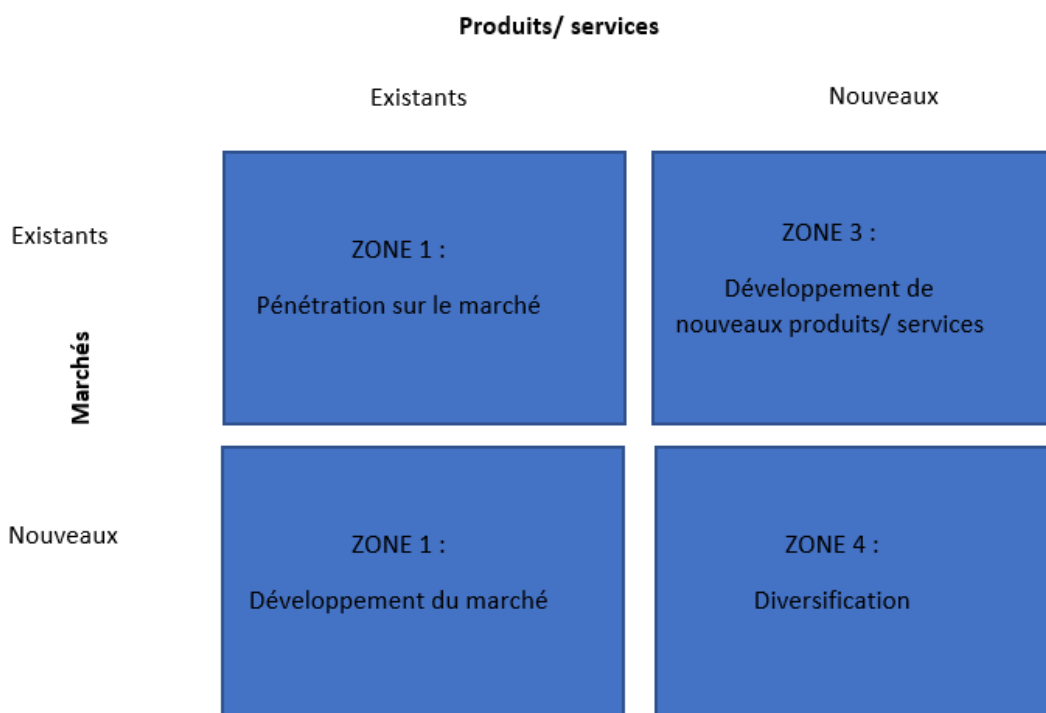 Produits/ services
Existants
Nouveaux
Existants
ZONE 1 :
Pénétration sur le marché
ZONE 3 :
Développement de
nouveaux produits/ services
Marchés
Nouveaux
ZONE 1 :
Développement du marché
ZONE 4 :
Diversification